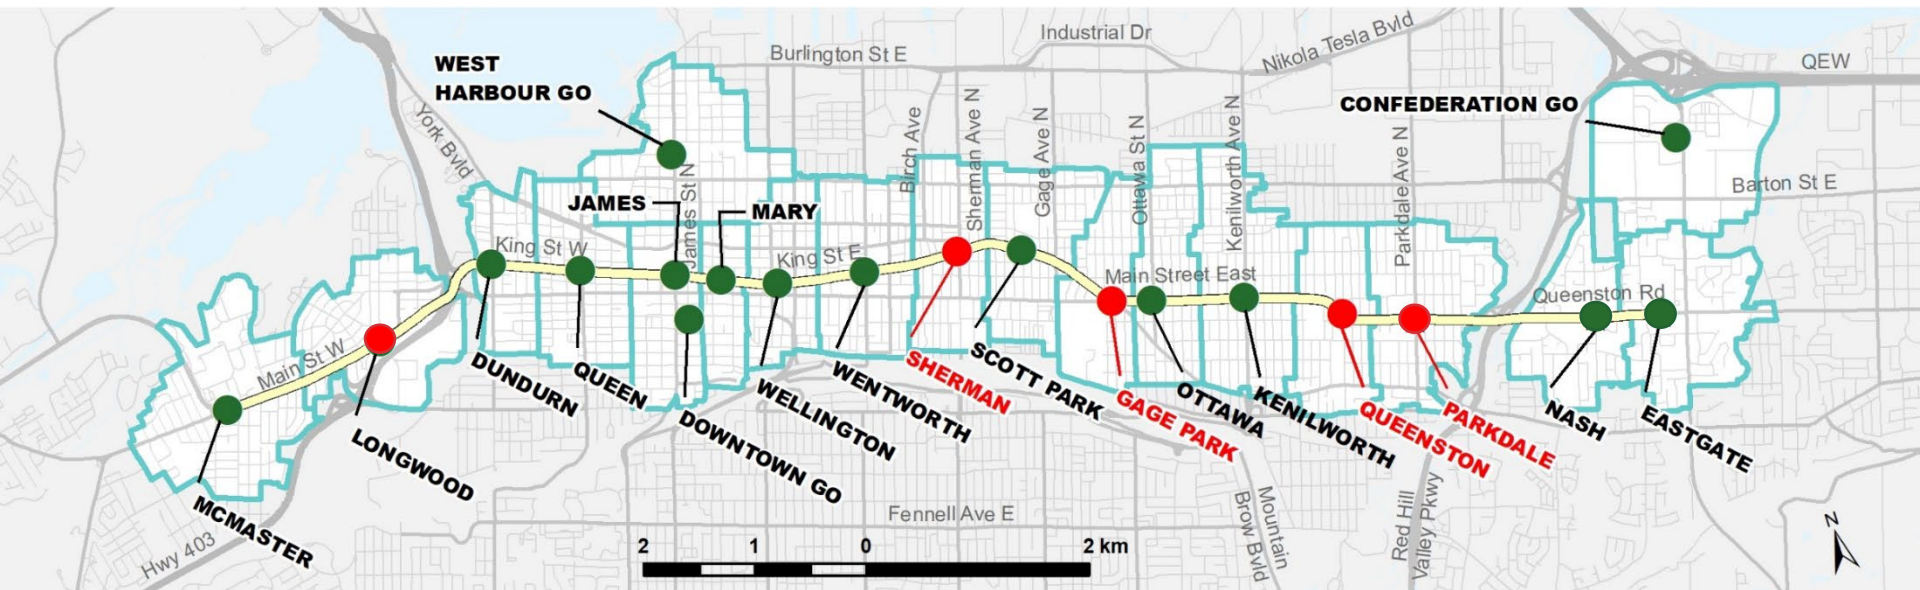 WEST
HARBOUR GO
Burlington St E
Industrial Dr
Nikola Tesla Bvld
QEW
CONFEDERATION GO
York Bvld
Birch Ave
Sherman Ave N
Gage Ave N
Ottawa St N
Kenilworth Ave N
Parkdale Ave N
Barton St E
JAMES
James St N
MARY
King St W
King St E
Main Street East
Queenston Rd
Main St W
DUNDURN
QUEEN
DOWNTOWN GO
WELLINGTON
WENTWORTH
SHERMAN
SCOTT PARK
GAGE PARK
OTTAWA
KENILWORTH
QUEENSTON
PARKDALE
NASH
EASTGATE
LONGWOOD
MCMASTER
Hwy 403
Fennell Ave E
Mountain
Brow Bvld
Red Hill
Valley Pkwy
N
2 1 0 2 km